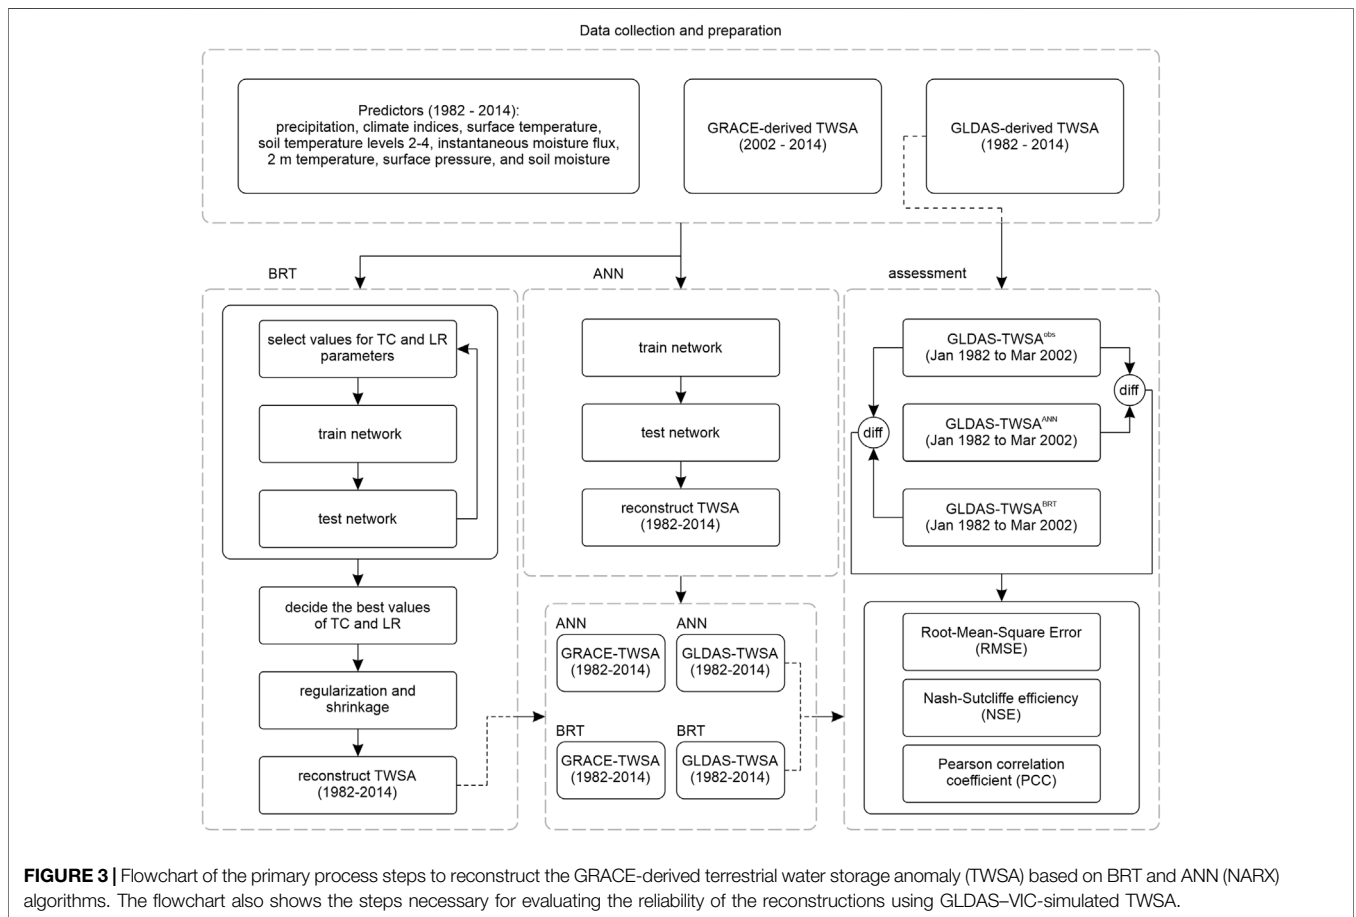 Data collection and preparation
Predictors (1982 - 2014):
precipitation, climate indices, surface temperature,
soil temperature levels 2-4, instantaneous moisture flux,
2 m temperature, surface pressure, and soil moisture
GRACE-derived TWSA
(2002 - 2014)
GLDAS-derived TWSA
(1982 - 2014)
BRT
select values for TC and LR
parameters
train network
test network
decide the best values
of TC and LR
regularization and
shrinkage
reconstruct TWSA
(1982-2014)
ANN
train network
test network
reconstruct TWSA
(1982-2014)
ANN
GRACE-TWSA
(1982-2014)
ANN
GLDAS-TWSA
(1982-2014)
BRT
GRACE-TWSA
(1982-2014)
BRT
GLDAS-TWSA
(1982-2014)
assessment
GLDAS-TWSAobs
(Jan 1982 to Mar 2002)
diff
GLDAS-TWSAANN
(Jan 1982 to Mar 2002)
diff
GLDAS-TWSABRT
(Jan 1982 to Mar 2002)
Root-Mean-Square Error
(RMSE)
Nash-Sutcliffe efficiency
(NSE)
Pearson correlation
coefficient (PCC)
FIGURE 3 | Flowchart of the primary process steps to reconstruct the GRACE-derived terrestrial water storage anomaly (TWSA) based on BRT and ANN (NARX)
algorithms. The flowchart also shows the steps necessary for evaluating the reliability of the reconstructions using GLDAS–VIC-simulated TWSA.